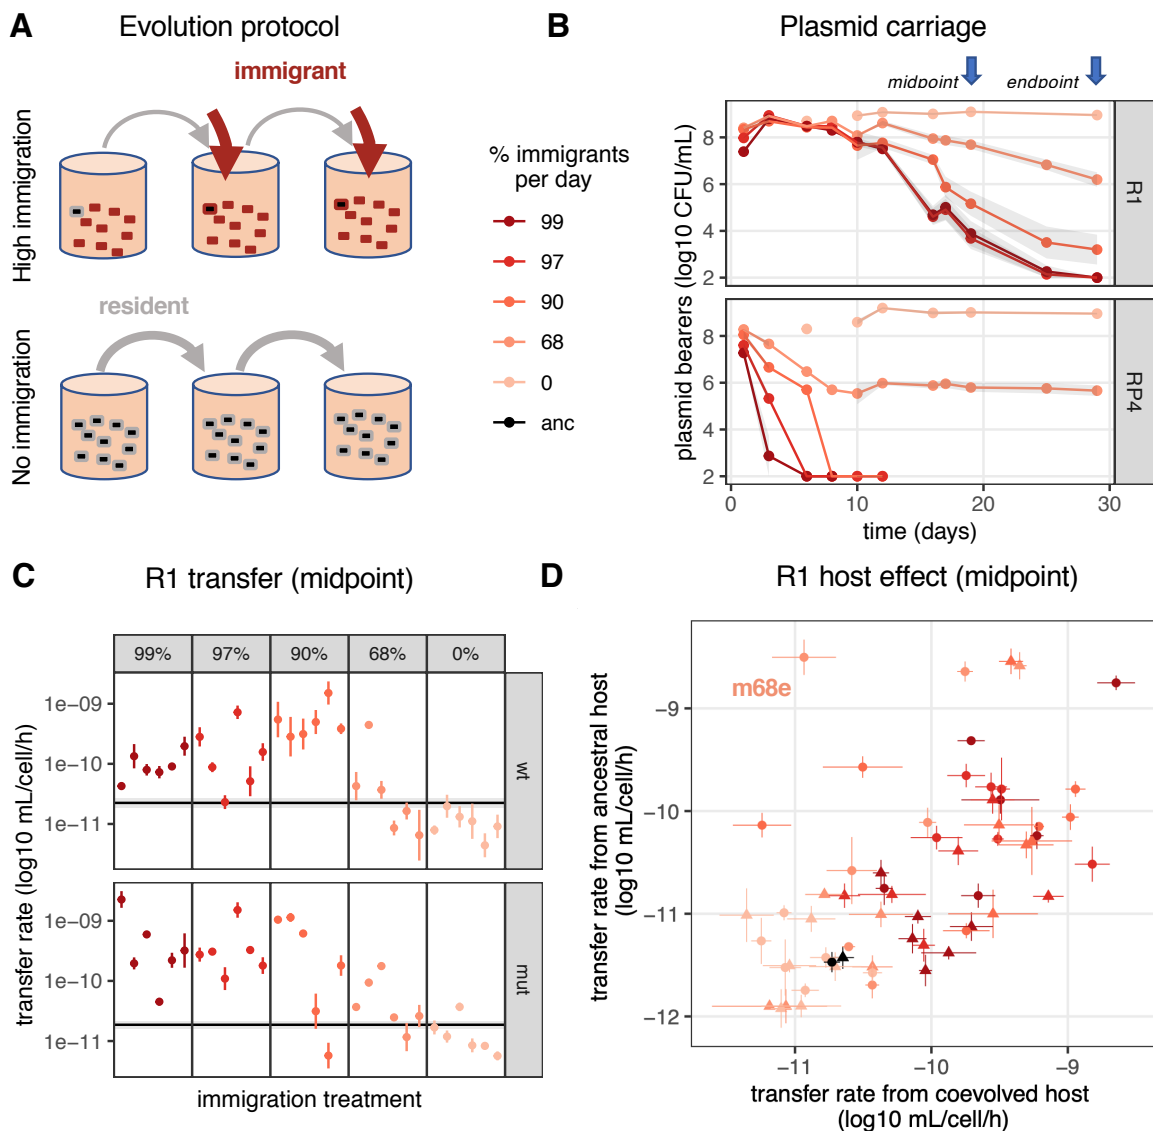 A
Evolution protocol
immigrant
High immigration
resident
No immigration
% immigrants
per day
99
97
90
68
0
anc
B
Plasmid carriage
midpoint
endpoint
plasmid bearers (log10 CFU/mL)
8
6
4
2
R1
8
6
4
2
RP4
0
10
20
30
time (days)
C
R1 transfer (midpoint)
99%
97%
90%
68%
0%
transfer rate (log10 mL/cell/h)
1e−09
1e−10
1e−11
wt
1e−09
1e−10
1e−11
mut
immigration treatment
D
R1 host effect (midpoint)
m68e
transfer rate from ancestral host
(log10 mL/cell/h)
−9
−10
−11
−12
−11
−10
−9
transfer rate from coevolved host
(log10 mL/cell/h)